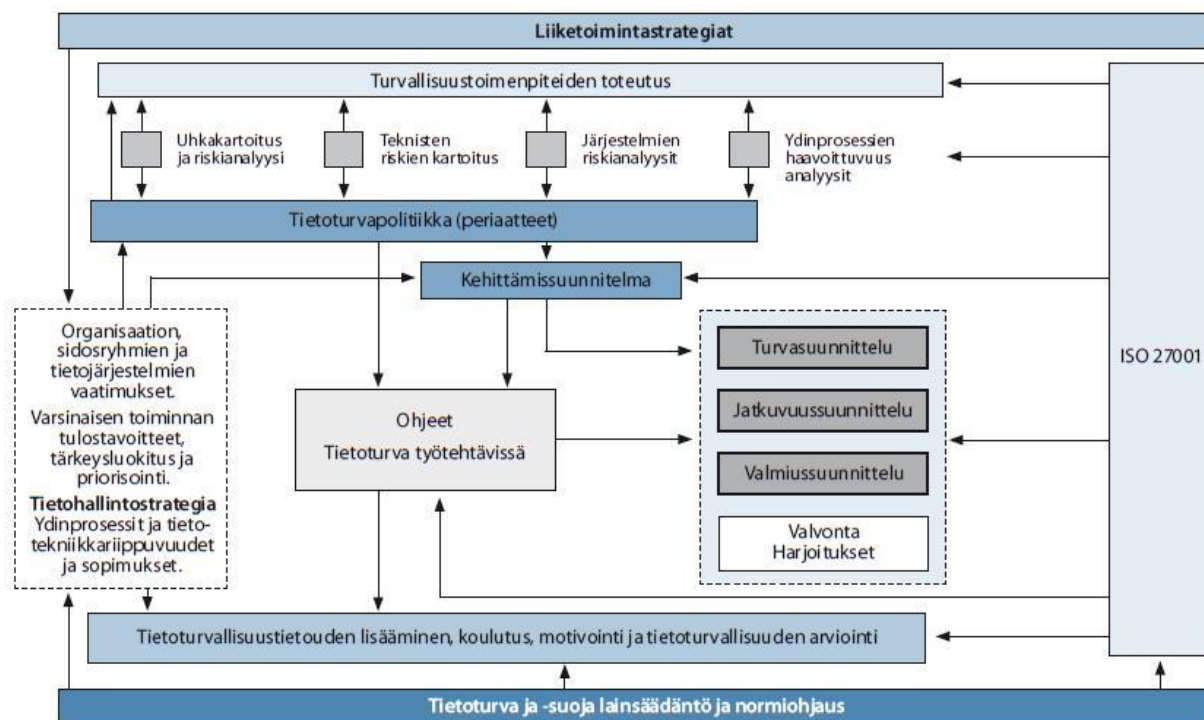 Liiketoimintastrategiat
Turvallisuustoimenpiteiden toteutus
Uhkakartoitus
ja riskianalyysi
Teknisten
riskien kartoitus
Järjestelmien
riskianalyysit
Ydinprosessien
haavoittuvuus
analyysit
Tietoturvapolitiikka (periaatteet)
Kehittämissuunnitelma
Organisaation,
sidosryhmien ja
tietojärjestelmien
vaatimukset.
Varsinaisen toiminnan
tulostavoitteet,
tärkeysluokitus ja
priorisointi.
Tietohallintostrategia
Ydinprosessit ja tieto-
tekniikkariippuvuudet
ja sopimukset.
Ohjeet
Tietoturva työtehtävissä
Turvasuunnittelu
Jatkuvuussuunnittelu
Valmiussuunnittelu
Valvonta
Harjoitukset
ISO 27001
Tietoturvallisuustietouden lisääminen, koulutus, motivointi ja tietoturvallisuuden arviointi
Tietoturva ja -suoja lainsäädäntö ja normiohjaus